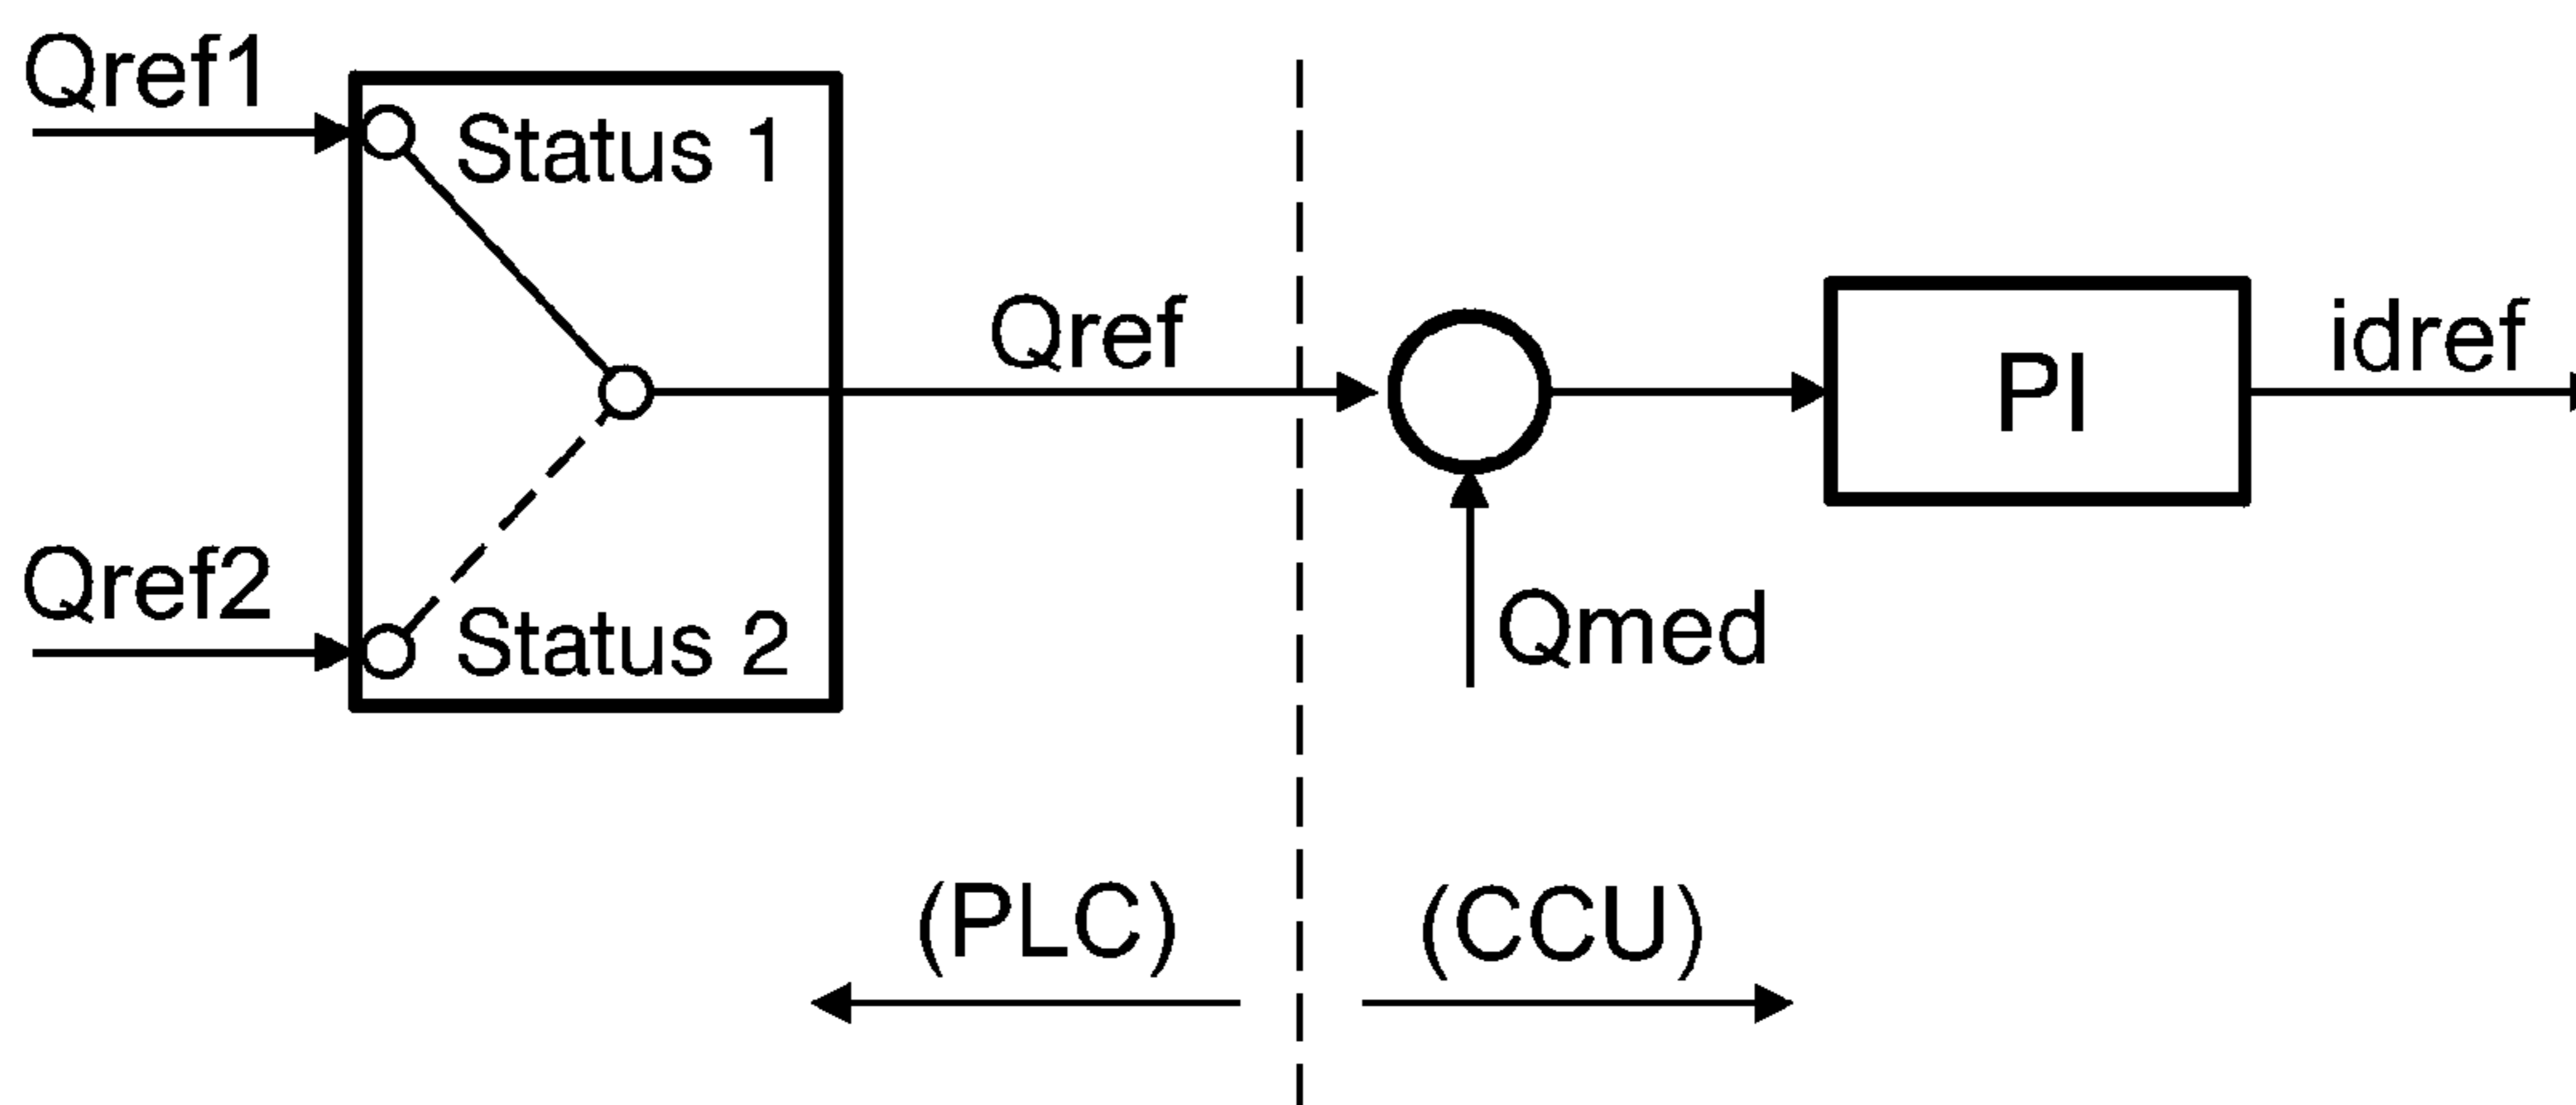 Qref1
Status 1
Qref
idref
PI
Qref2
Status 2
Qmed
(PLC)
(CCU)